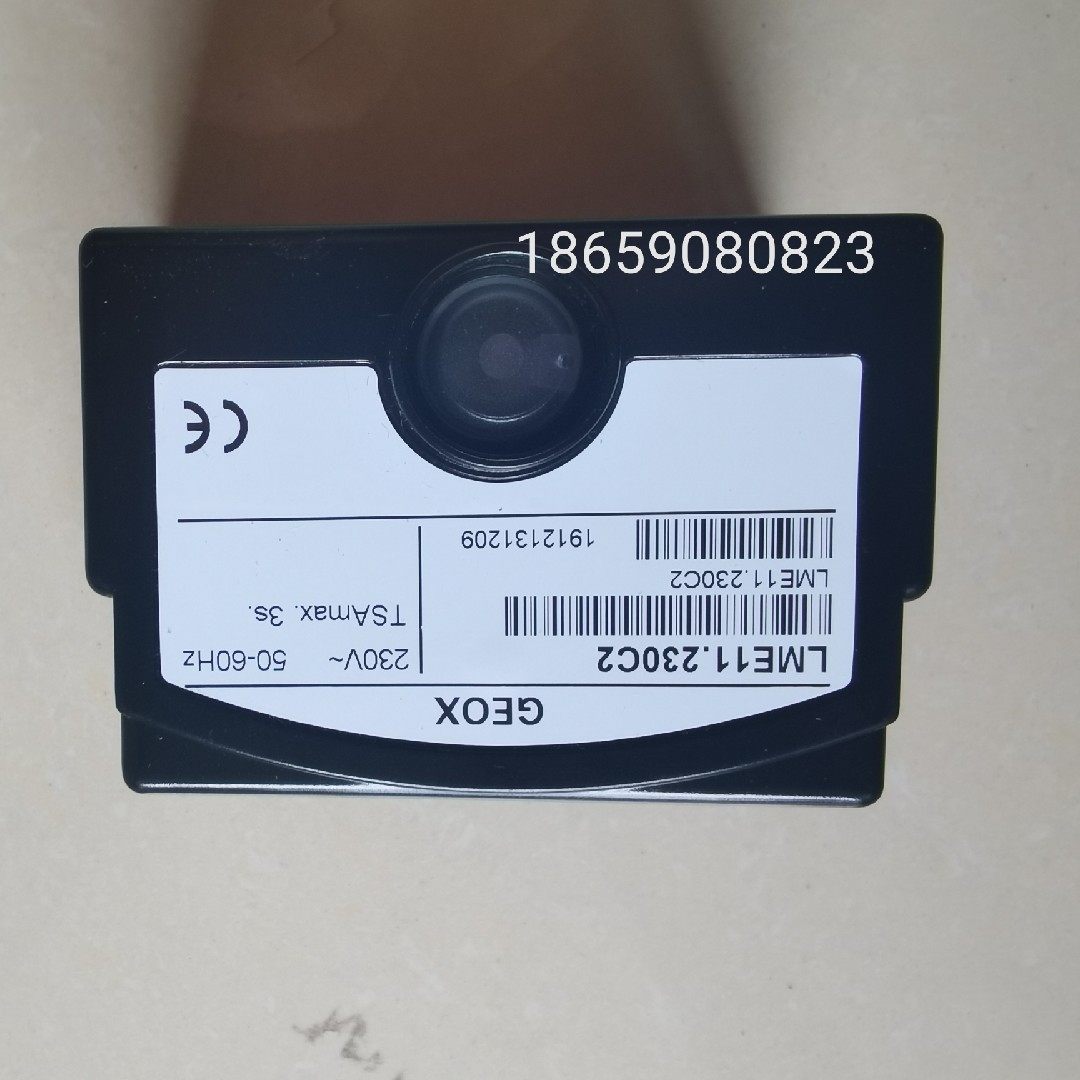 18659080823
GEOX
LME11.230C2
230V~ 50-60Hz
TSAmax. 3s.
LME11.230C2
1912131209
CE